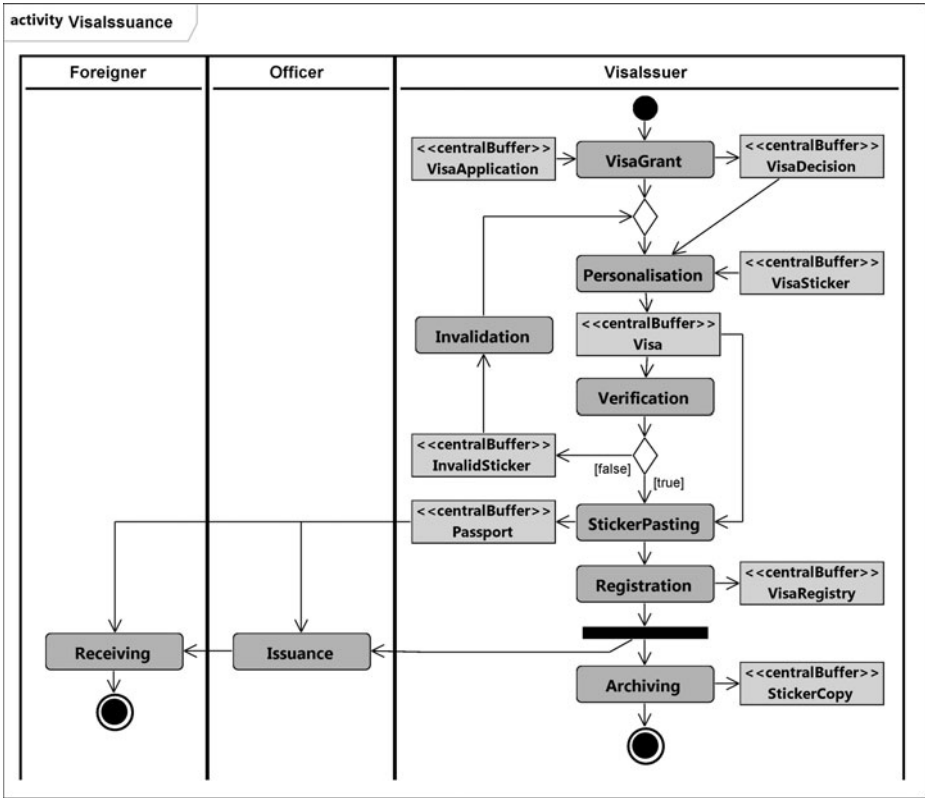 activity VisaIssuance
Foreigner
Officer
VisaIssuer
<<centralBuffer>>
VisaApplication
VisaGrant
<<centralBuffer>>
VisaDecision
Personalisation
<<centralBuffer>>
VisaSticker
<<centralBuffer>>
Visa
Invalidation
Verification
<<centralBuffer>>
InvalidSticker
[false]
[true]
<<centralBuffer>>
Passport
StickerPasting
Registration
<<centralBuffer>>
VisaRegistry
Receiving
Issuance
Archiving
<<centralBuffer>>
StickerCopy